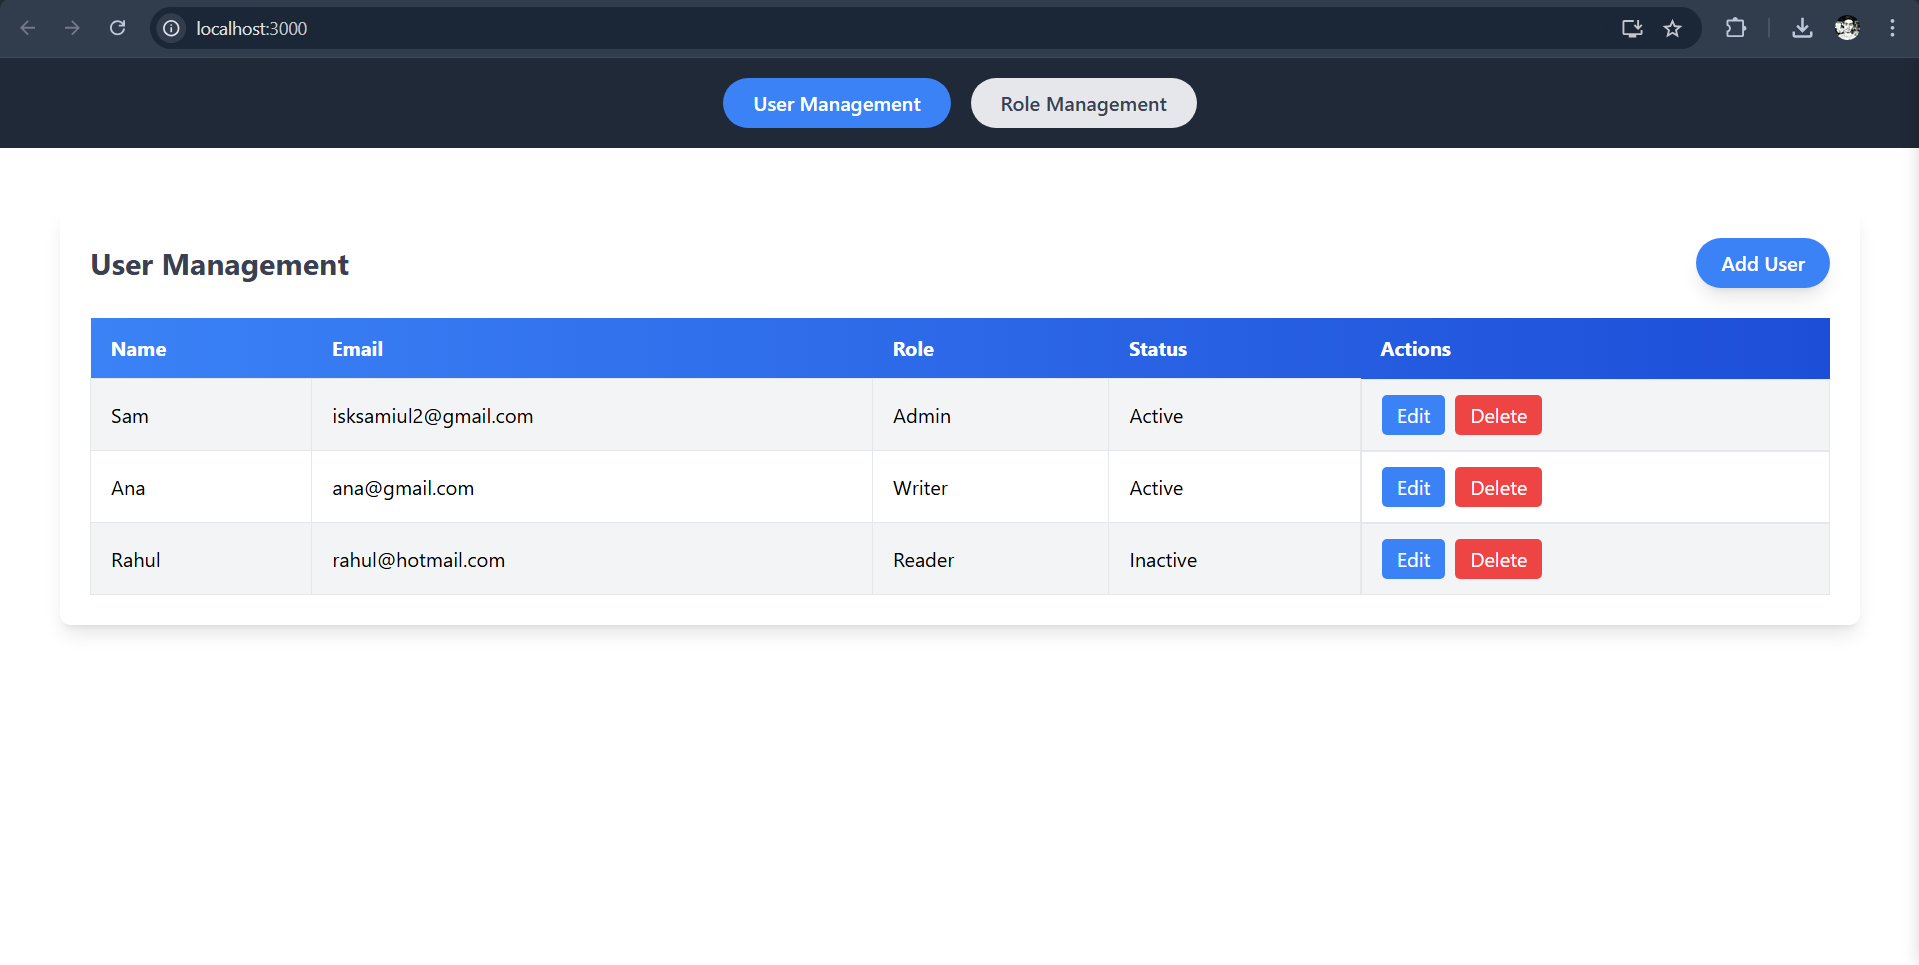 localhost:3000
User Management Role Management
User Management Add User
Name Email Role Status Actions
Sam isksamiul2@gmail.com Admin Active Edit Delete
Ana ana@gmail.com Writer Active Edit Delete
Rahul rahul@hotmail.com Reader Inactive Edit Delete